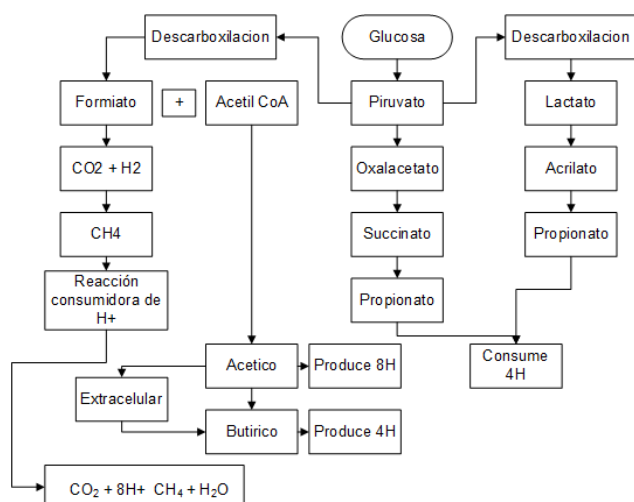 Descarboxilacion
Glucosa
Descarboxilacion
Formiato
+
Acetil CoA
Piruvato
Lactato
CO2 + H2
Oxalacetato
Acrilato
CH4
Succinato
Propionato
Reacción
consumidora de
H+
Propionato
Acetico
Produce 8H
Consume
4H
Extracelular
Butirico
Produce 4H
CO₂ + 8H+ CH₄ + H₂O